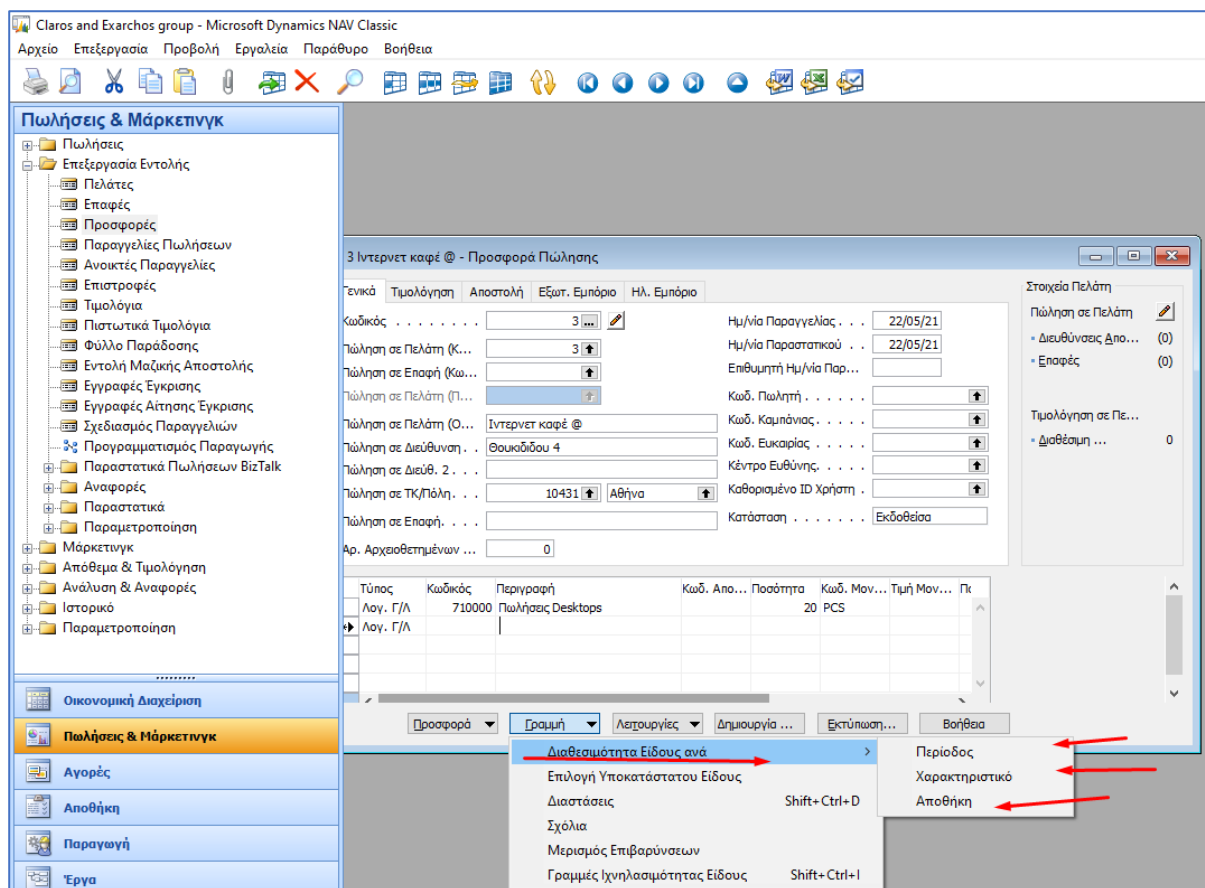 Claros and Exarchos group - Microsoft Dynamics NAV Classic
Αρχείο Επεξεργασία Προβολή Εργαλεία Παράθυρο Βοήθεια
Πωλήσεις & Μάρκετινγκ
Πωλήσεις
Επεξεργασία Εντολής
Πελάτες
Επαφές
Προσφορές
Παραγγελίες Πωλήσεων
Ανοικτές Παραγγελίες
Επιστροφές
Τιμολόγια
Πιστωτικά Τιμολόγια
Φύλλο Παράδοσης
Εντολή Μαζικής Αποστολής
Εγγραφές Έγκρισης
Εγγραφές Αίτησης Έγκρισης
Σχεδιασμός Παραγγελιών
Προγραμματισμός Παραγωγής
Παραστατικά Πωλήσεων BizTalk
Αναφορές
Παραστατικά
Παραμετροποίηση
Μάρκετινγκ
Απόθεμα & Τιμολόγηση
Ανάλυση & Αναφορές
Ιστορικό
Παραμετροποίηση
Οικονομική Διαχείριση
Πωλήσεις & Μάρκετινγκ
Αγορές
Αποθήκη
Παραγωγή
Έργα
3 Ιντερνετ καφέ @ - Προσφορά Πώλησης
Γενικά Τιμολόγηση Αποστολή Εξωτ. Εμπόριο Ηλ. Εμπόριο
Κωδικός . . . . . . . . 3 ...
Πώληση σε Πελάτη (Κ... 3
Πώληση σε Επαφή (Κω...
Πώληση σε Πελάτη (Π...
Πώληση σε Πελάτη (Ο... Ιντερνετ καφέ @
Πώληση σε Διεύθυνση . . Θουκιδιδου 4
Πώληση σε Διεύθ. 2 . . .
Πώληση σε ΤΚ/Πόλη. . . 10431 Αθήνα
Πώληση σε Επαφή. . . .
Αρ. Αρχειοθετημένων ... 0
Ημ/νία Παραγγελίας . . . 22/05/21
Ημ/νία Παραστατικού . . 22/05/21
Επιθυμητή Ημ/νία Παρ...
Κωδ. Πωλητή . . . . . .
Κωδ. Καμπάνιας. . . . .
Κωδ. Ευκαιρίας . . . . .
Κέντρο Ευθύνης. . . . .
Καθορισμένο ID Χρήστη .
Κατάσταση . . . . . . . Εκδοθείσα
Στοιχεία Πελάτη
Πώληση σε Πελάτη
Διευθύνσεις Απο... (0)
Επαφές (0)
Τιμολόγηση σε Πε...
Διαθέσιμη ... 0
Τύπος Κωδικός Περιγραφή Κωδ. Απο... Ποσότητα Κωδ. Μον... Τιμή Μον... Πο
Λογ. Γ/Λ 710000 Πωλήσεις Desktops 20 PCS
Λογ. Γ/Λ
Προσφορά Γραμμή Λειτουργίες Δημιουργία ... Εκτύπωση... Βοήθεια
Διαθεσιμότητα Είδους ανά
Επιλογή Υποκατάστατου Είδους
Διαστάσεις Shift+Ctrl+D
Σχόλια
Μερισμός Επιβαρύνσεων
Γραμμές Ιχνηλασιμότητας Είδους Shift+Ctrl+I
Περίοδος
Χαρακτηριστικό
Αποθήκη